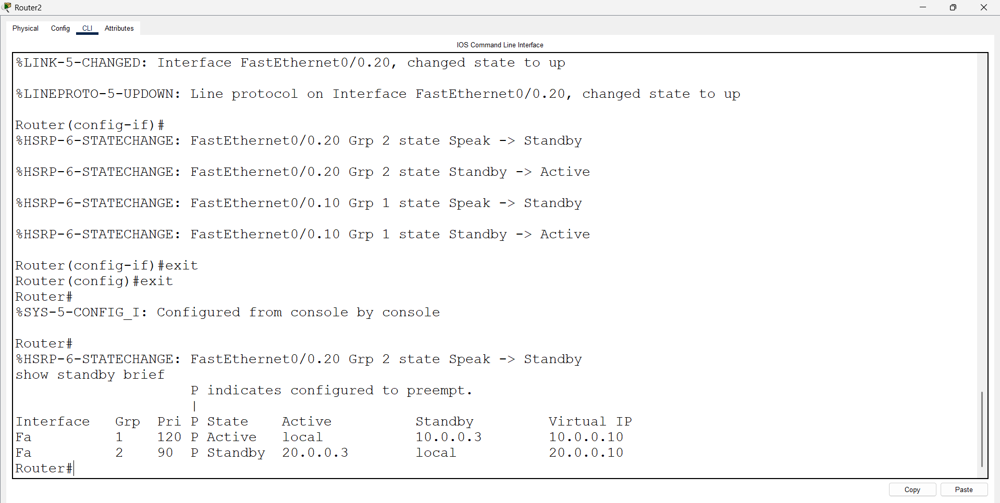 Router2
Physical Config CLI Attributes
IOS Command Line Interface
%LINK-5-CHANGED: Interface FastEthernet0/0.20, changed state to up
%LINEPROTO-5-UPDOWN: Line protocol on Interface FastEthernet0/0.20, changed state to up
Router(config-if)#
%HSRP-6-STATECHANGE: FastEthernet0/0.20 Grp 2 state Speak -> Standby
%HSRP-6-STATECHANGE: FastEthernet0/0.20 Grp 2 state Standby -> Active
%HSRP-6-STATECHANGE: FastEthernet0/0.10 Grp 1 state Speak -> Standby
%HSRP-6-STATECHANGE: FastEthernet0/0.10 Grp 1 state Standby -> Active
Router(config-if)#exit
Router(config)#exit
Router#
%SYS-5-CONFIG_I: Configured from console by console
Router#
%HSRP-6-STATECHANGE: FastEthernet0/0.20 Grp 2 state Speak -> Standby
show standby brief
P indicates configured to preempt.
|
Interface Grp Pri P State Active Standby Virtual IP
Fa 1 120 P Active local 10.0.0.3 10.0.0.10
Fa 2 90 P Standby 20.0.0.3 local 20.0.0.10
Router#
Copy Paste